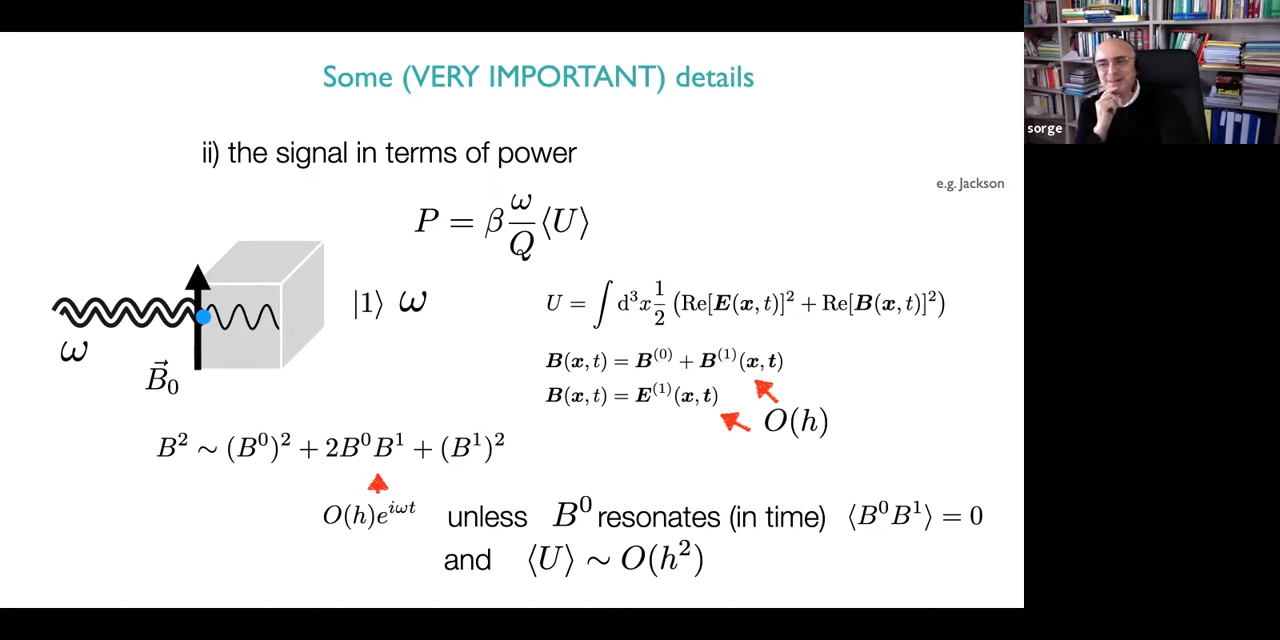 Some (VERY IMPORTANT) details
sorge
ii) the signal in terms of power
e.g. Jackson
P = β ω/Q ⟨U⟩
|1⟩ ω
U = ∫ d³x 1/2 (Re[E(x, t)]² + Re[B(x, t)]²)
ω
B⃗₀
B(x, t) = B⁽⁰⁾ + B⁽¹⁾(x, t)
B(x, t) = E⁽¹⁾(x, t)
O(h)
B² ∼ (B⁰)² + 2B⁰B¹ + (B¹)²
O(h)e^{iωt} unless B⁰ resonates (in time) ⟨B⁰B¹⟩ = 0
and ⟨U⟩ ∼ O(h²)